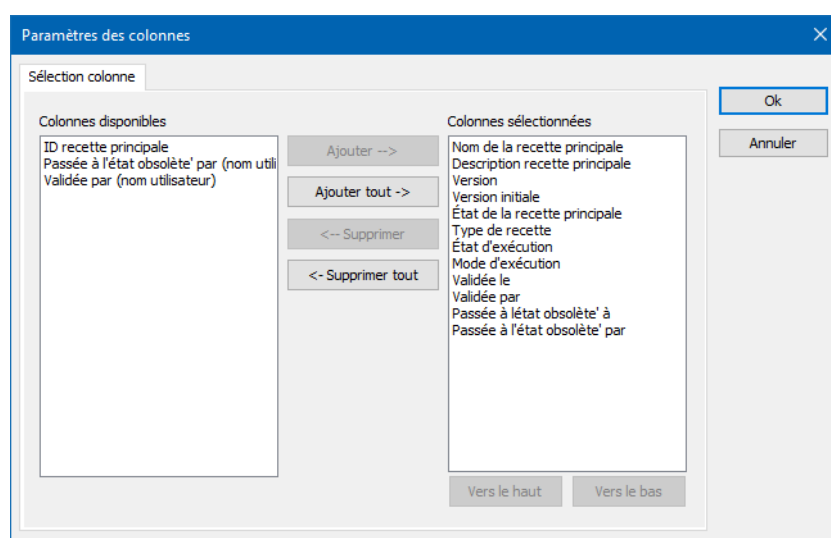 Paramètres des colonnes
Sélection colonne
Colonnes disponibles
ID recette principale
Passée à l'état obsolète' par (nom utili
Validée par (nom utilisateur)
Ajouter -->
Ajouter tout ->
<-- Supprimer
<- Supprimer tout
Colonnes sélectionnées
Nom de la recette principale
Description recette principale
Version
Version initiale
État de la recette principale
Type de recette
État d'exécution
Mode d'exécution
Validée le
Validée par
Passée à létat obsolète' à
Passée à l'état obsolète' par
Vers le haut
Vers le bas
Ok
Annuler